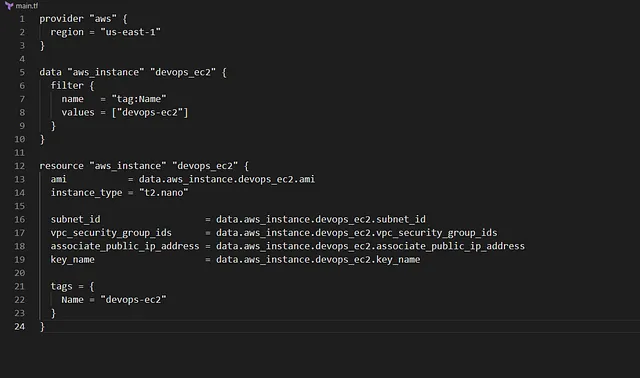 main.tf
1 provider "aws" {
2   region = "us-east-1"
3 }
4
5 data "aws_instance" "devops_ec2" {
6   filter {
7     name   = "tag:Name"
8     values = ["devops-ec2"]
9   }
10 }
11
12 resource "aws_instance" "devops_ec2" {
13   ami           = data.aws_instance.devops_ec2.ami
14   instance_type = "t2.nano"
15
16   subnet_id                   = data.aws_instance.devops_ec2.subnet_id
17   vpc_security_group_ids      = data.aws_instance.devops_ec2.vpc_security_group_ids
18   associate_public_ip_address = data.aws_instance.devops_ec2.associate_public_ip_address
19   key_name                    = data.aws_instance.devops_ec2.key_name
20
21   tags = {
22     Name = "devops-ec2"
23   }
24 }